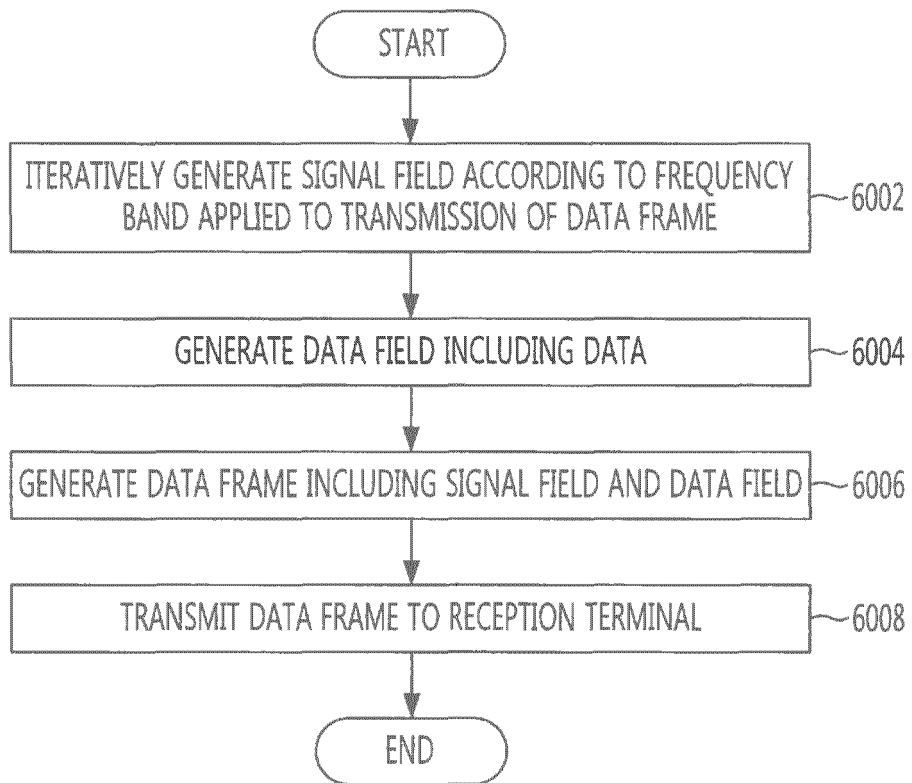 START
ITERATIVELY GENERATE SIGNAL FIELD ACCORDING TO FREQUENCY
BAND APPLIED TO TRANSMISSION OF DATA FRAME
6002
GENERATE DATA FIELD INCLUDING DATA
6004
GENERATE DATA FRAME INCLUDING SIGNAL FIELD AND DATA FIELD
6006
TRANSMIT DATA FRAME TO RECEPTION TERMINAL
6008
END